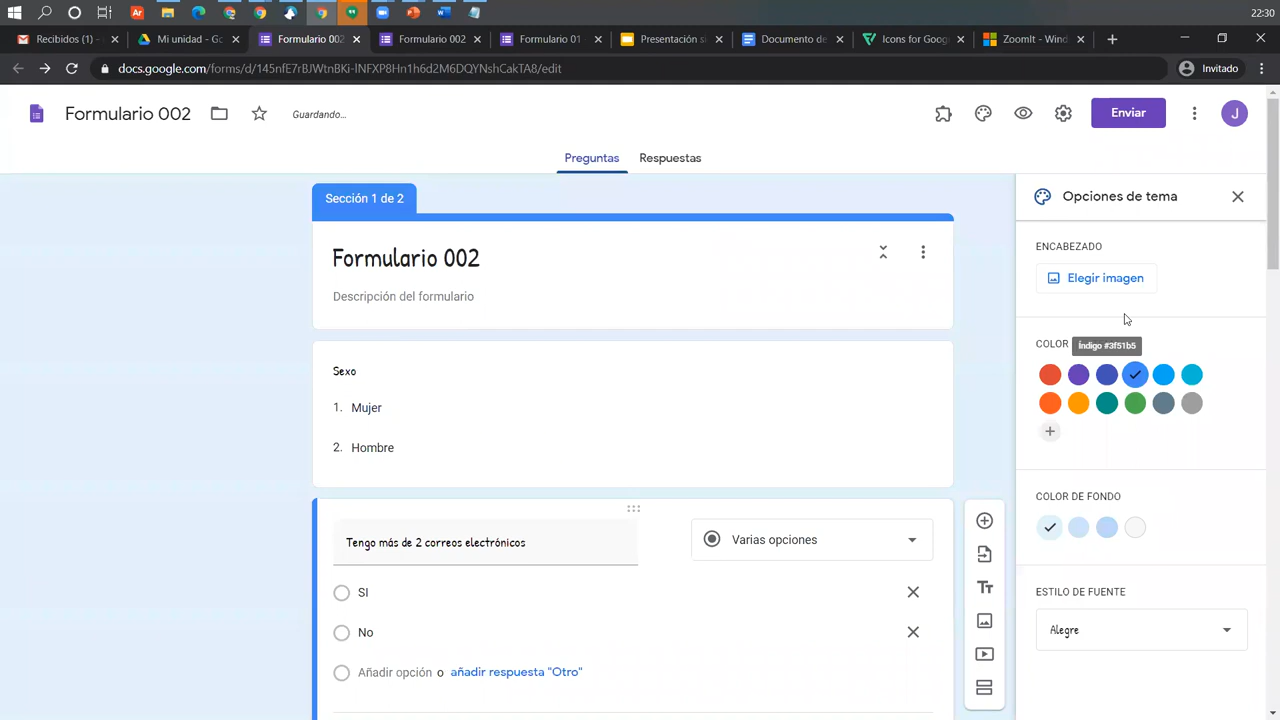 22:30
Recibidos (1) -
Mi unidad - Go
Formulario 002
Formulario 002
Formulario 01
Presentación si
Documento de
Icons for Goog
ZoomIt - Wind
docs.google.com/forms/d/145nfE7rBJWtnBKi-INFXP8Hn1h6d2M6DQYNshCakTA8/edit
Invitado
Formulario 002
Guardando...
Enviar
J
Preguntas
Respuestas
Sección 1 de 2
Formulario 002
Descripción del formulario
Sexo
1. Mujer
2. Hombre
Tengo más de 2 correos electrónicos
Varias opciones
SI
No
Añadir opción o añadir respuesta "Otro"
Opciones de tema
ENCABEZADO
Elegir imagen
COLOR
Índigo #3f51b5
COLOR DE FONDO
ESTILO DE FUENTE
Alegre